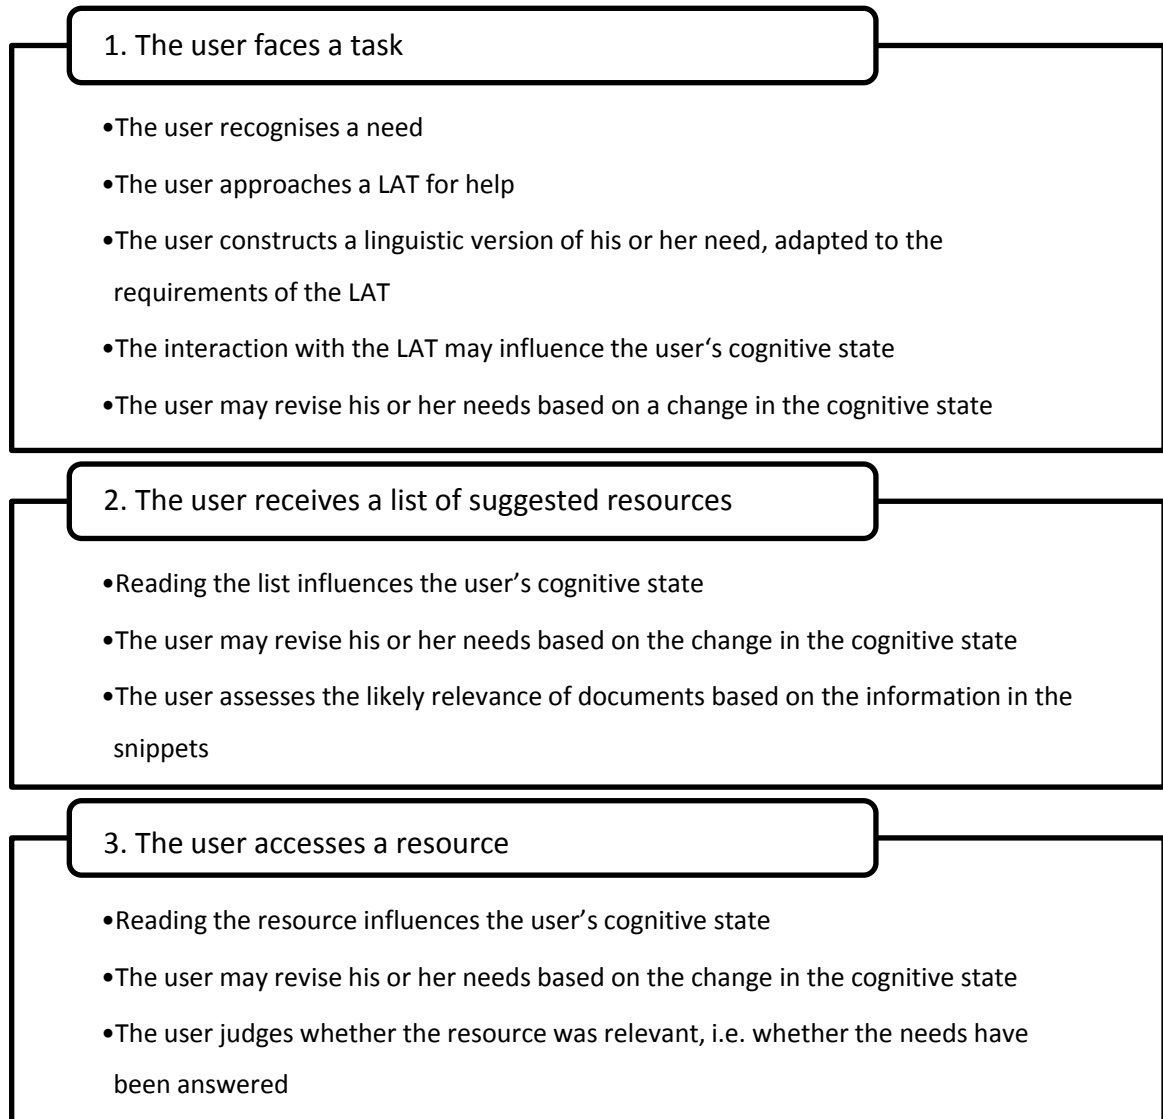 1. The user faces a task
•The user recognises a need
•The user approaches a LAT for help
•The user constructs a linguistic version of his or her need, adapted to the
requirements of the LAT
•The interaction with the LAT may influence the user‘s cognitive state
•The user may revise his or her needs based on a change in the cognitive state
2. The user receives a list of suggested resources
•Reading the list influences the user’s cognitive state
•The user may revise his or her needs based on the change in the cognitive state
•The user assesses the likely relevance of documents based on the information in the
snippets
3. The user accesses a resource
•Reading the resource influences the user’s cognitive state
•The user may revise his or her needs based on the change in the cognitive state
•The user judges whether the resource was relevant, i.e. whether the needs have
been answered